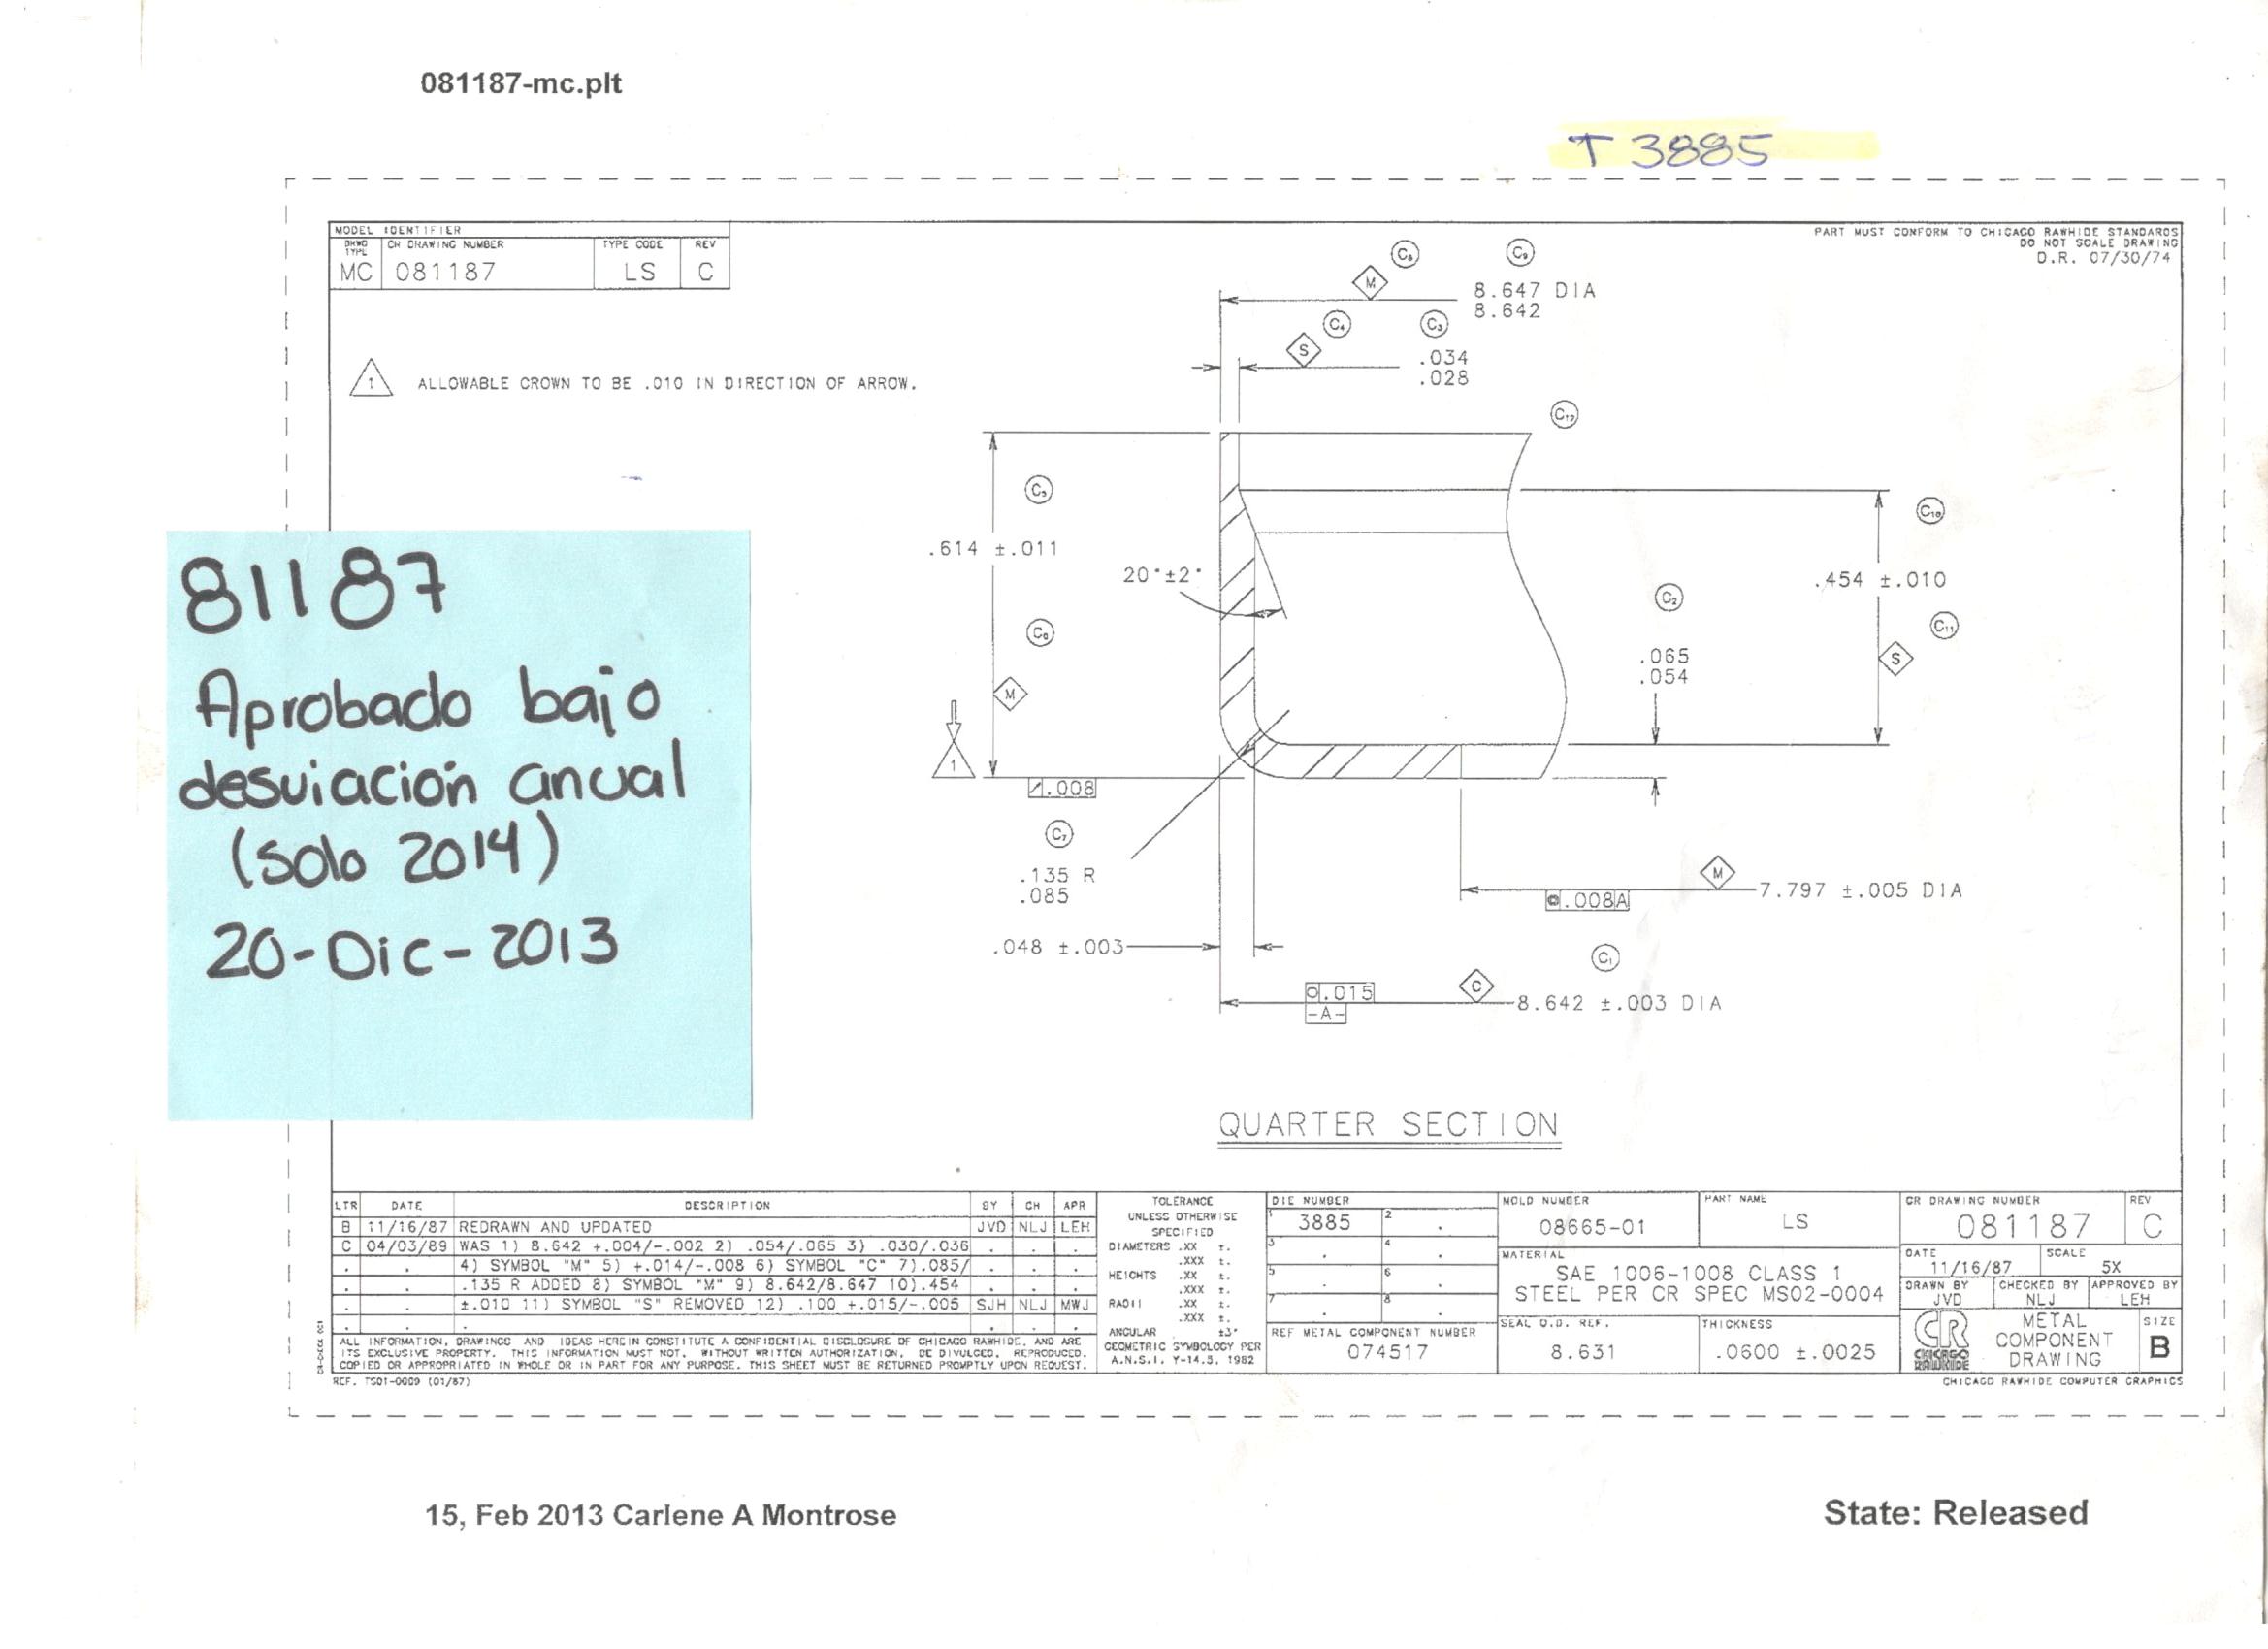 081187-mc.plt
T 3885
MODEL IDENTIFIER
DRWG TYPE
CR DRAWING NUMBER
TYPE CODE
REV
MC
081187
LS
C
PART MUST CONFORM TO CHICAGO RAWHIDE STANDARDS
DO NOT SCALE DRAWING
D.R. 07/30/74
1 ALLOWABLE CROWN TO BE .010 IN DIRECTION OF ARROW.
C8
C9
M
8.647 DIA
8.642
C4
C3
S
.034
.028
C12
C5
.614 ±.011
20°±2°
C6
M
1
.008
C7
.135 R
.085
.048 ±.003
C10
.454 ±.010
C11
S
C2
.065
.054
M
.008 A
7.797 ±.005 DIA
C1
.015
-A-
C
8.642 ±.003 DIA
81187
Aprobado bajo
desviación anual
(solo 2014)
20-Dic-2013
QUARTER SECTION
LTR DATE DESCRIPTION BY CH APR
B 11/16/87 REDRAWN AND UPDATED JVD NLJ LEH
C 04/03/89 WAS 1) 8.642 +.004/-.002 2) .054/.065 3) .030/.036
4) SYMBOL "M" 5) +.014/-.008 6) SYMBOL "C" 7).085/
.135 R ADDED 8) SYMBOL "M" 9) 8.642/8.647 10).454
±.010 11) SYMBOL "S" REMOVED 12) .100 +.015/-.005 SJH NLJ MWJ
ALL INFORMATION, DRAWINGS AND IDEAS HEREIN CONSTITUTE A CONFIDENTIAL DISCLOSURE OF CHICAGO RAWHIDE, AND ARE
ITS EXCLUSIVE PROPERTY. THIS INFORMATION MUST NOT, WITHOUT WRITTEN AUTHORIZATION, BE DIVULGED, REPRODUCED,
COPIED OR APPROPRIATED IN WHOLE OR IN PART FOR ANY PURPOSE. THIS SHEET MUST BE RETURNED PROMPTLY UPON REQUEST.
REF. TS01-0009 (01/87)
TOLERANCE
UNLESS OTHERWISE
SPECIFIED
DIAMETERS .XX ±.
.XXX ±.
HEIGHTS .XX ±.
.XXX ±.
RADII .XX ±.
.XXX ±.
ANGULAR ±3°
GEOMETRIC SYMBOLOGY PER
A.N.S.I. Y-14.5, 1982
DIE NUMBER
1 3885 2
3 4
5 6
7 8
REF METAL COMPONENT NUMBER
074517
MOLD NUMBER
08665-01
PART NAME
LS
MATERIAL
SAE 1006-1008 CLASS 1
STEEL PER CR SPEC MS02-0004
SEAL O.D. REF.
8.631
THICKNESS
.0600 ±.0025
CR DRAWING NUMBER
081187
REV
C
DATE
11/16/87
SCALE
5X
DRAWN BY
JVD
CHECKED BY
NLJ
APPROVED BY
LEH
CR
CHICAGO
RAWHIDE
METAL
COMPONENT
DRAWING
SIZE
B
CHICAGO RAWHIDE COMPUTER GRAPHICS
15, Feb 2013 Carlene A Montrose
State: Released